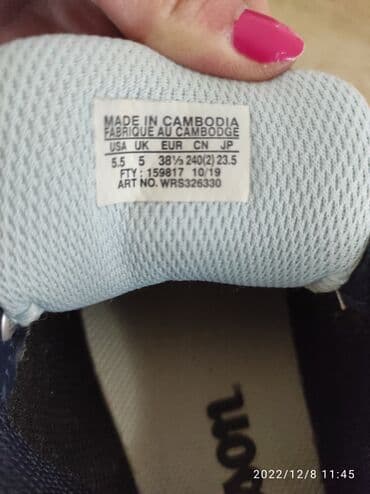 MADE IN CAMBODIA
FABRIQUE AU CAMBODGE
USA UK EUR CN JP
5.5 5 38⅓ 240(2) 23.5
FTY : 159817 10/19
ART NO. WRS326330
2022/12/8 11:45